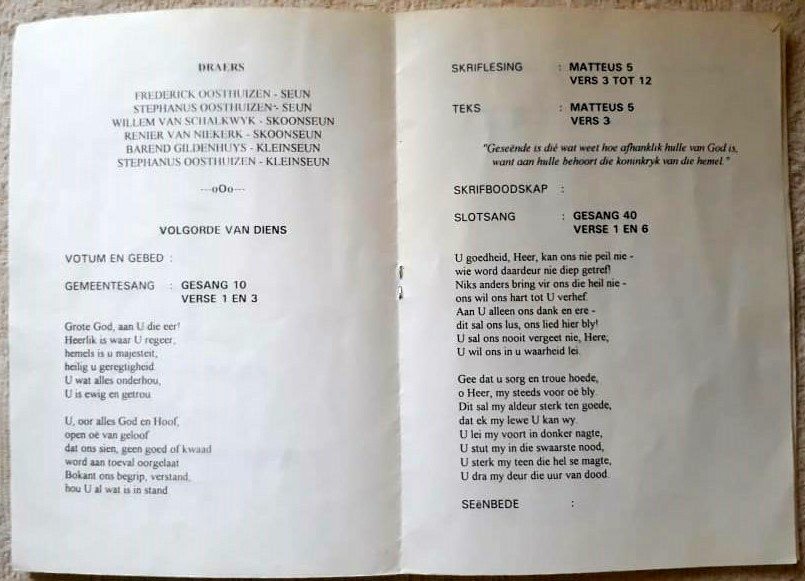 DRAERS
FREDERICK OOSTHUIZEN - SEUN
STEPHANUS OOSTHUIZEN - SEUN
WILLEM VAN SCHALKWYK - SKOONSEUN
RENIER VAN NIEKERK - SKOONSEUN
BAREND GILDENHUYS - KLEINSEUN
STEPHANUS OOSTHUIZEN - KLEINSEUN
---oOo---
VOLGORDE VAN DIENS
VOTUM EN GEBED :
GEMEENTESANG : GESANG 10
VERSE 1 EN 3
Grote God, aan U die eer!
Heerlik is waar U regeer,
hemels is u majesteit,
heilig u geregtigheid.
U wat alles onderhou,
U is ewig en getrou.
U, oor alles God en Hoof,
open oë van geloof
dat ons sien, geen goed of kwaad
word aan toeval oorgelaat
Bokant ons begrip, verstand,
hou U al wat is in stand.
SKRIFLESING : MATTEUS 5
VERS 3 TOT 12
TEKS : MATTEUS 5
VERS 3
"Geseënde is dié wat weet hoe afhanklik hulle van God is,
want aan hulle behoort die koninkryk van die hemel."
SKRIFBOODSKAP :
SLOTSANG : GESANG 40
VERSE 1 EN 6
U goedheid, Heer, kan ons nie peil nie -
wie word daardeur nie diep getref!
Niks anders bring vir ons die heil nie -
ons wil ons hart tot U verhef.
Aan U alleen ons dank en ere -
dit sal ons lus, ons lied hier bly!
U sal ons nooit vergeet nie, Here,
U wil ons in u waarheid lei.
Gee dat u sorg en troue hoede,
o Heer, my steeds voor oë bly.
Dit sal my aldeur sterk ten goede,
dat ek my lewe U kan wy.
U lei my voort in donker nagte,
U stut my in die swaarste nood,
U sterk my teen die hel se magte,
U dra my deur die uur van dood.
SEëNBEDE :